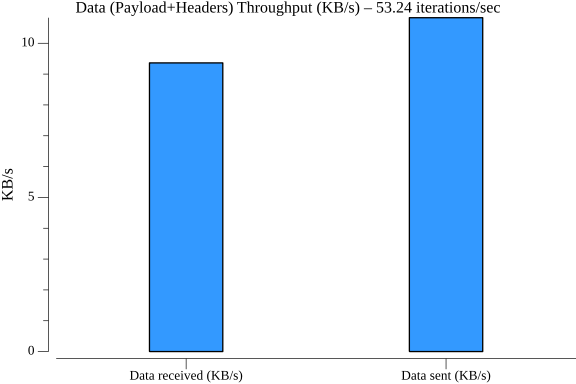 Data (Payload+Headers) Throughput (KB/s) – 53.24 iterations/sec
10
5
0
KB/s
Data received (KB/s)
Data sent (KB/s)